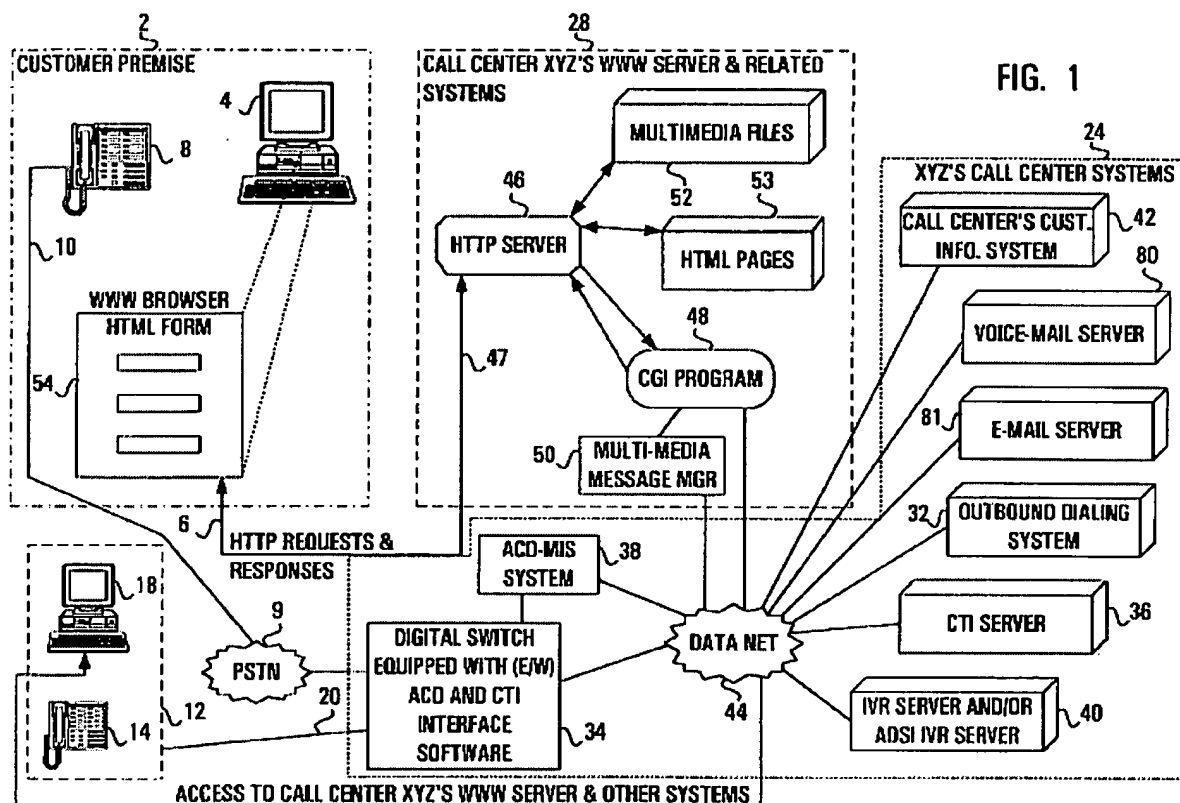 2
28
CUSTOMER PREMISE
CALL CENTER XYZ'S WWW SERVER & RELATED
SYSTEMS
FIG. 1
4
8
MULTIMEDIA FILES
24
XYZ'S CALL CENTER SYSTEMS
46
52
53
CALL CENTER'S CUST.
INFO. SYSTEM
42
HTTP SERVER
HTML PAGES
10
80
WWW BROWSER
HTML FORM
VOICE-MAIL SERVER
47
48
54
CGI PROGRAM
81
E-MAIL SERVER
50
MULTI-MEDIA
MESSAGE MGR
32
OUTBOUND DIALING
SYSTEM
6
HTTP REQUESTS &
RESPONSES
ACD-MIS
SYSTEM
38
18
9
CTI SERVER
36
PSTN
DIGITAL SWITCH
EQUIPPED WITH (E/W)
ACD AND CTI
INTERFACE
SOFTWARE
DATA NET
14
12
20
34
44
IVR SERVER AND/OR
ADSI IVR SERVER
40
ACCESS TO CALL CENTER XYZ'S WWW SERVER & OTHER SYSTEMS